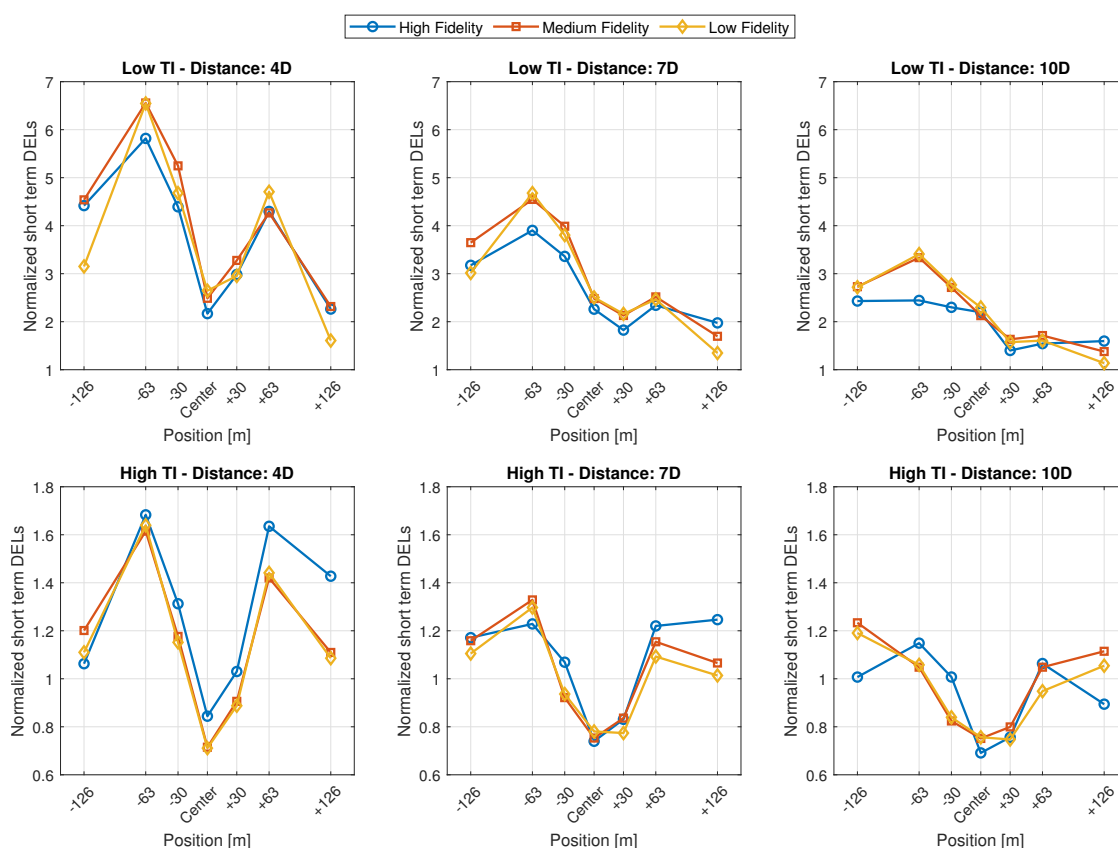 High Fidelity Medium Fidelity Low Fidelity
Low TI - Distance: 4D
Normalized short term DELs
7
6
5
4
3
2
1
-126 -63 -30 Center +30 +63 +126
Position [m]
Low TI - Distance: 7D
Normalized short term DELs
7
6
5
4
3
2
1
-126 -63 -30 Center +30 +63 +126
Position [m]
Low TI - Distance: 10D
Normalized short term DELs
7
6
5
4
3
2
1
-126 -63 -30 Center +30 +63 +126
Position [m]
High TI - Distance: 4D
Normalized short term DELs
1.8
1.6
1.4
1.2
1
0.8
0.6
-126 -63 -30 Center +30 +63 +126
Position [m]
High TI - Distance: 7D
Normalized short term DELs
1.8
1.6
1.4
1.2
1
0.8
0.6
-126 -63 -30 Center +30 +63 +126
Position [m]
High TI - Distance: 10D
Normalized short term DELs
1.8
1.6
1.4
1.2
1
0.8
0.6
-126 -63 -30 Center +30 +63 +126
Position [m]